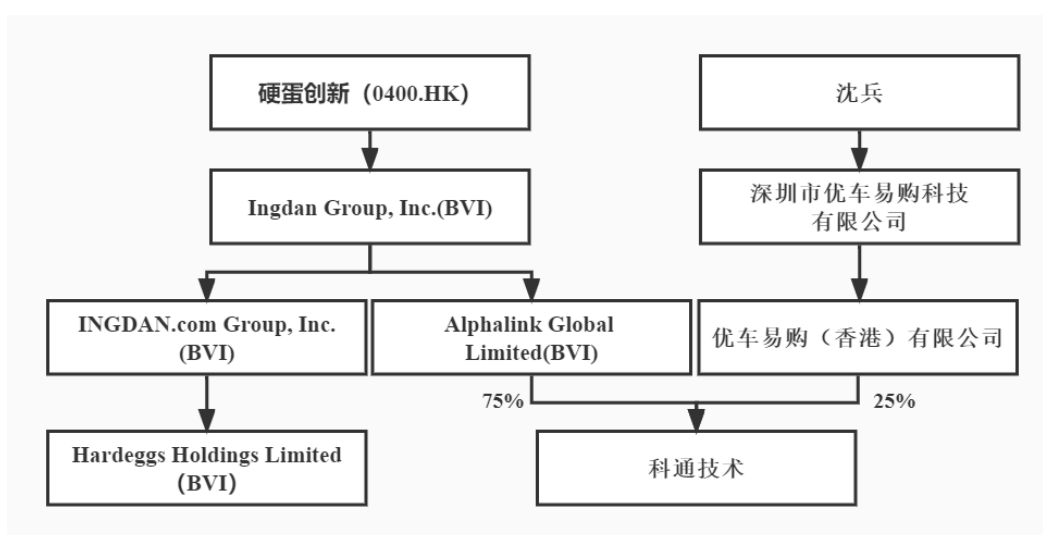 硬蛋创新（0400.HK）
沈兵
Ingdan Group, Inc.(BVI)
深圳市优车易购科技
有限公司
INGDAN.com Group, Inc.
(BVI)
Alphalink Global
Limited(BVI)
优车易购（香港）有限公司
75%
25%
Hardeggs Holdings Limited
（BVI）
科通技术